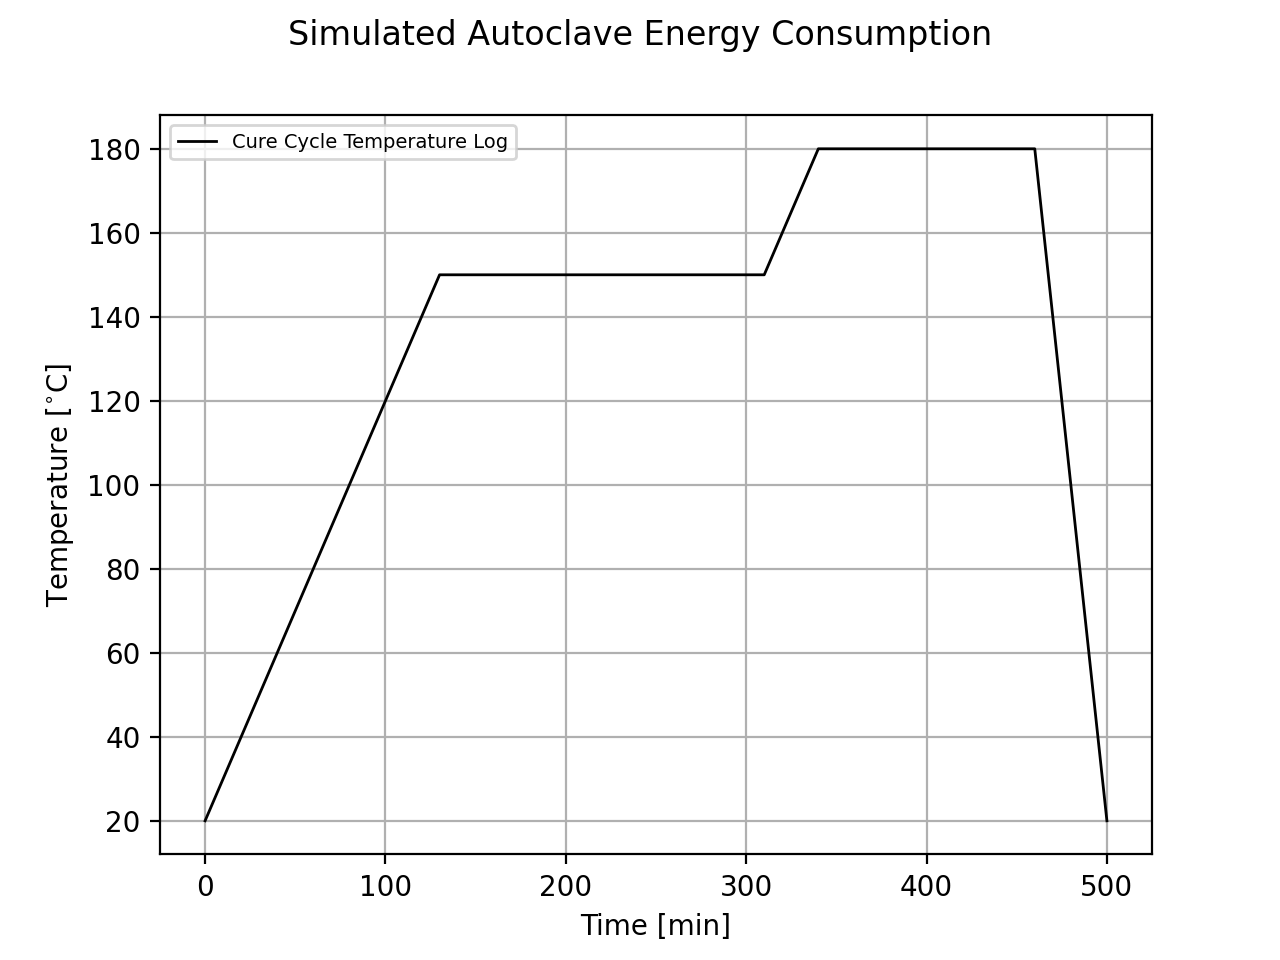 Simulated Autoclave Energy Consumption
Cure Cycle Temperature Log
180
160
140
120
100
80
60
40
20
Temperature [°C]
0 100 200 300 400 500
Time [min]